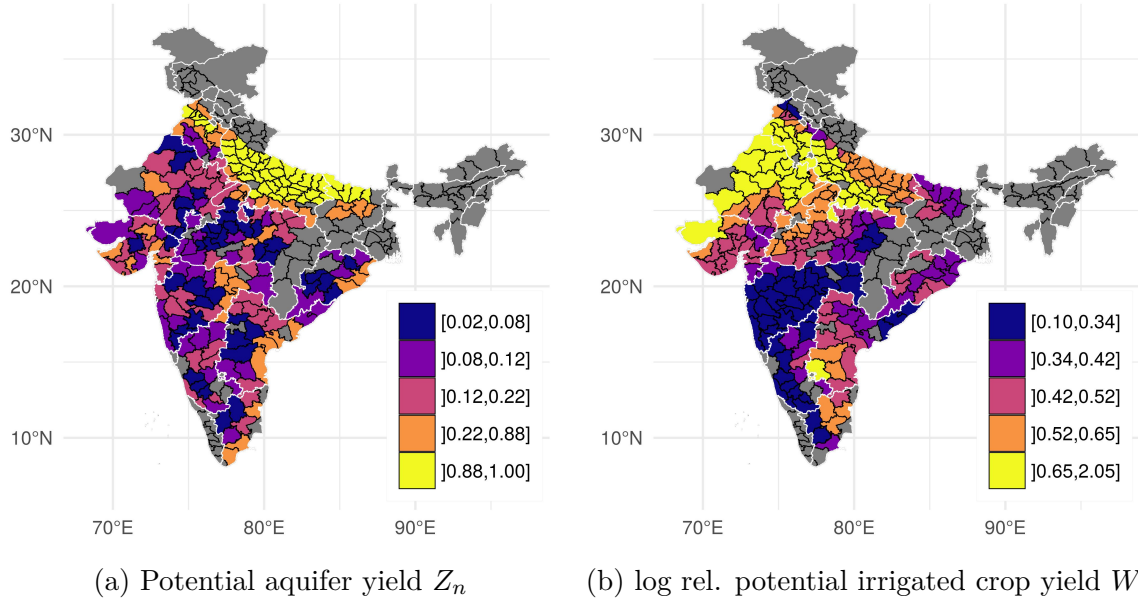 30°N
20°N
10°N
70°E 80°E 90°E
]0.02,0.08]
]0.08,0.12]
]0.12,0.22]
]0.22,0.88]
]0.88,1.00]
(a) Potential aquifer yield Zn
30°N
20°N
10°N
70°E 80°E 90°E
]0.10,0.34]
]0.34,0.42]
]0.42,0.52]
]0.52,0.65]
]0.65,2.05]
(b) log rel. potential irrigated crop yield W